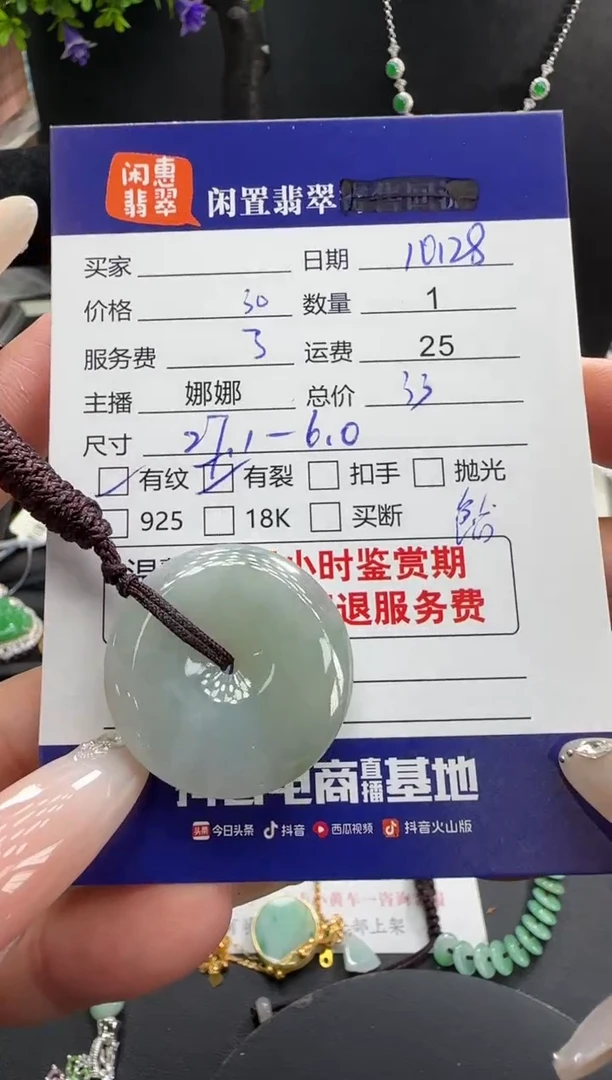 闲惠
翡翠
闲置翡翠
买家 日期 10.28
价格 30 数量 1
服务费 3 运费 25
主播 娜娜 总价 33
尺寸 27.1-6.0
有纹 有裂 扣手 抛光
925 18K 买断
小时鉴赏期
退服务费
电商直播基地
头条 今日头条 抖音 西瓜视频 抖音火山版